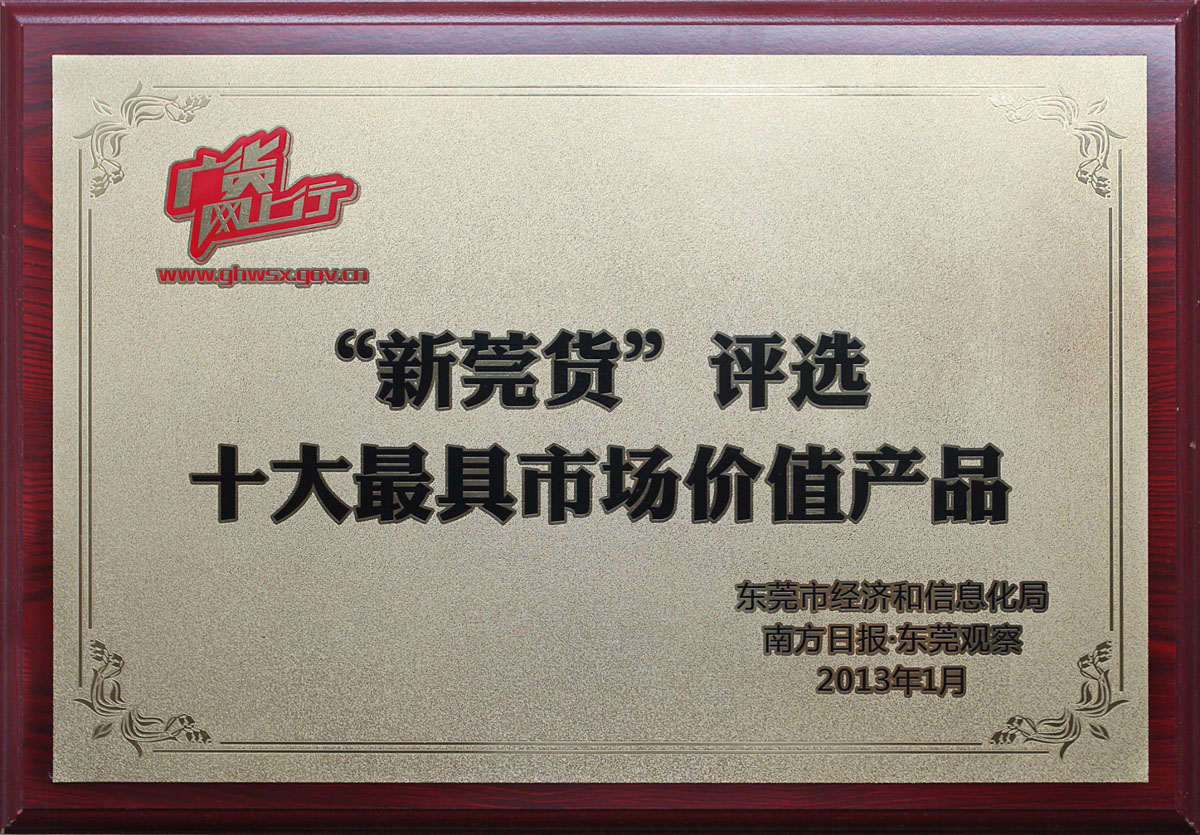 广货
网上行
www.ghwsx.gov.cn
“新莞货”评选
十大最具市场价值产品
东莞市经济和信息化局
南方日报·东莞观察
2013年1月